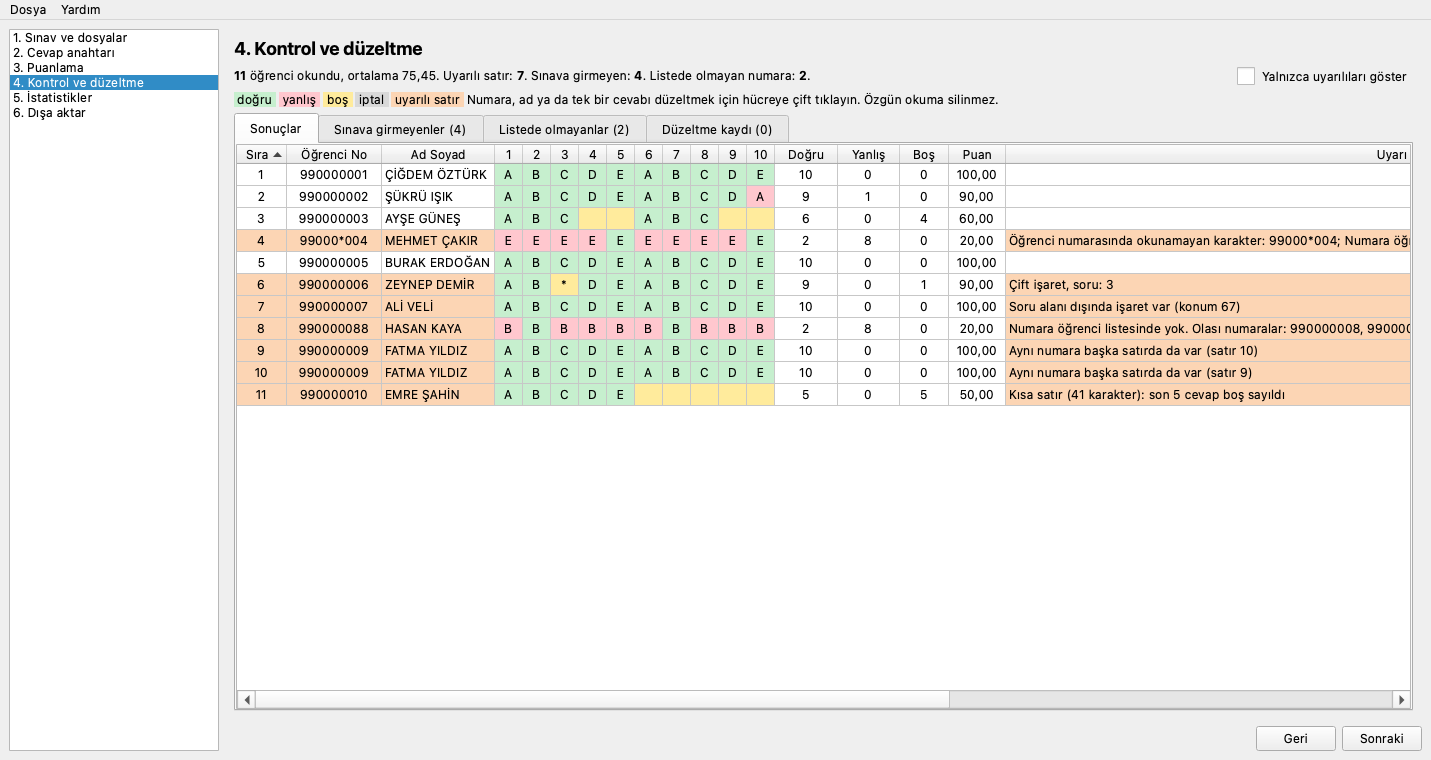 Dosya Yardım
1. Sınav ve dosyalar
2. Cevap anahtarı
3. Puanlama
4. Kontrol ve düzeltme
5. İstatistikler
6. Dışa aktar
4. Kontrol ve düzeltme
11 öğrenci okundu, ortalama 75,45. Uyarılı satır: 7. Sınava girmeyen: 4. Listede olmayan numara: 2.
Yalnızca uyarılıları göster
doğru yanlış boş iptal uyarılı satır Numara, ad ya da tek bir cevabı düzeltmek için hücreye çift tıklayın. Özgün okuma silinmez.
Sonuçlar Sınava girmeyenler (4) Listede olmayanlar (2) Düzeltme kaydı (0)
Sıra Öğrenci No Ad Soyad 1 2 3 4 5 6 7 8 9 10 Doğru Yanlış Boş Puan Uyarı
1 990000001 ÇİĞDEM ÖZTÜRK A B C D E A B C D E 10 0 0 100,00
2 990000002 ŞÜKRÜ IŞIK A B C D E A B C D A 9 1 0 90,00
3 990000003 AYŞE GÜNEŞ A B C A B C 6 0 4 60,00
4 99000*004 MEHMET ÇAKIR E E E E E E E E E E 2 8 0 20,00 Öğrenci numarasında okunamayan karakter: 99000*004; Numara öğ
5 990000005 BURAK ERDOĞAN A B C D E A B C D E 10 0 0 100,00
6 990000006 ZEYNEP DEMİR A B * D E A B C D E 9 0 1 90,00 Çift işaret, soru: 3
7 990000007 ALİ VELİ A B C D E A B C D E 10 0 0 100,00 Soru alanı dışında işaret var (konum 67)
8 990000088 HASAN KAYA B B B B B B B B B B 2 8 0 20,00 Numara öğrenci listesinde yok. Olası numaralar: 990000008, 990000
9 990000009 FATMA YILDIZ A B C D E A B C D E 10 0 0 100,00 Aynı numara başka satırda da var (satır 10)
10 990000009 FATMA YILDIZ A B C D E A B C D E 10 0 0 100,00 Aynı numara başka satırda da var (satır 9)
11 990000010 EMRE ŞAHİN A B C D E 5 0 5 50,00 Kısa satır (41 karakter): son 5 cevap boş sayıldı
Geri Sonraki